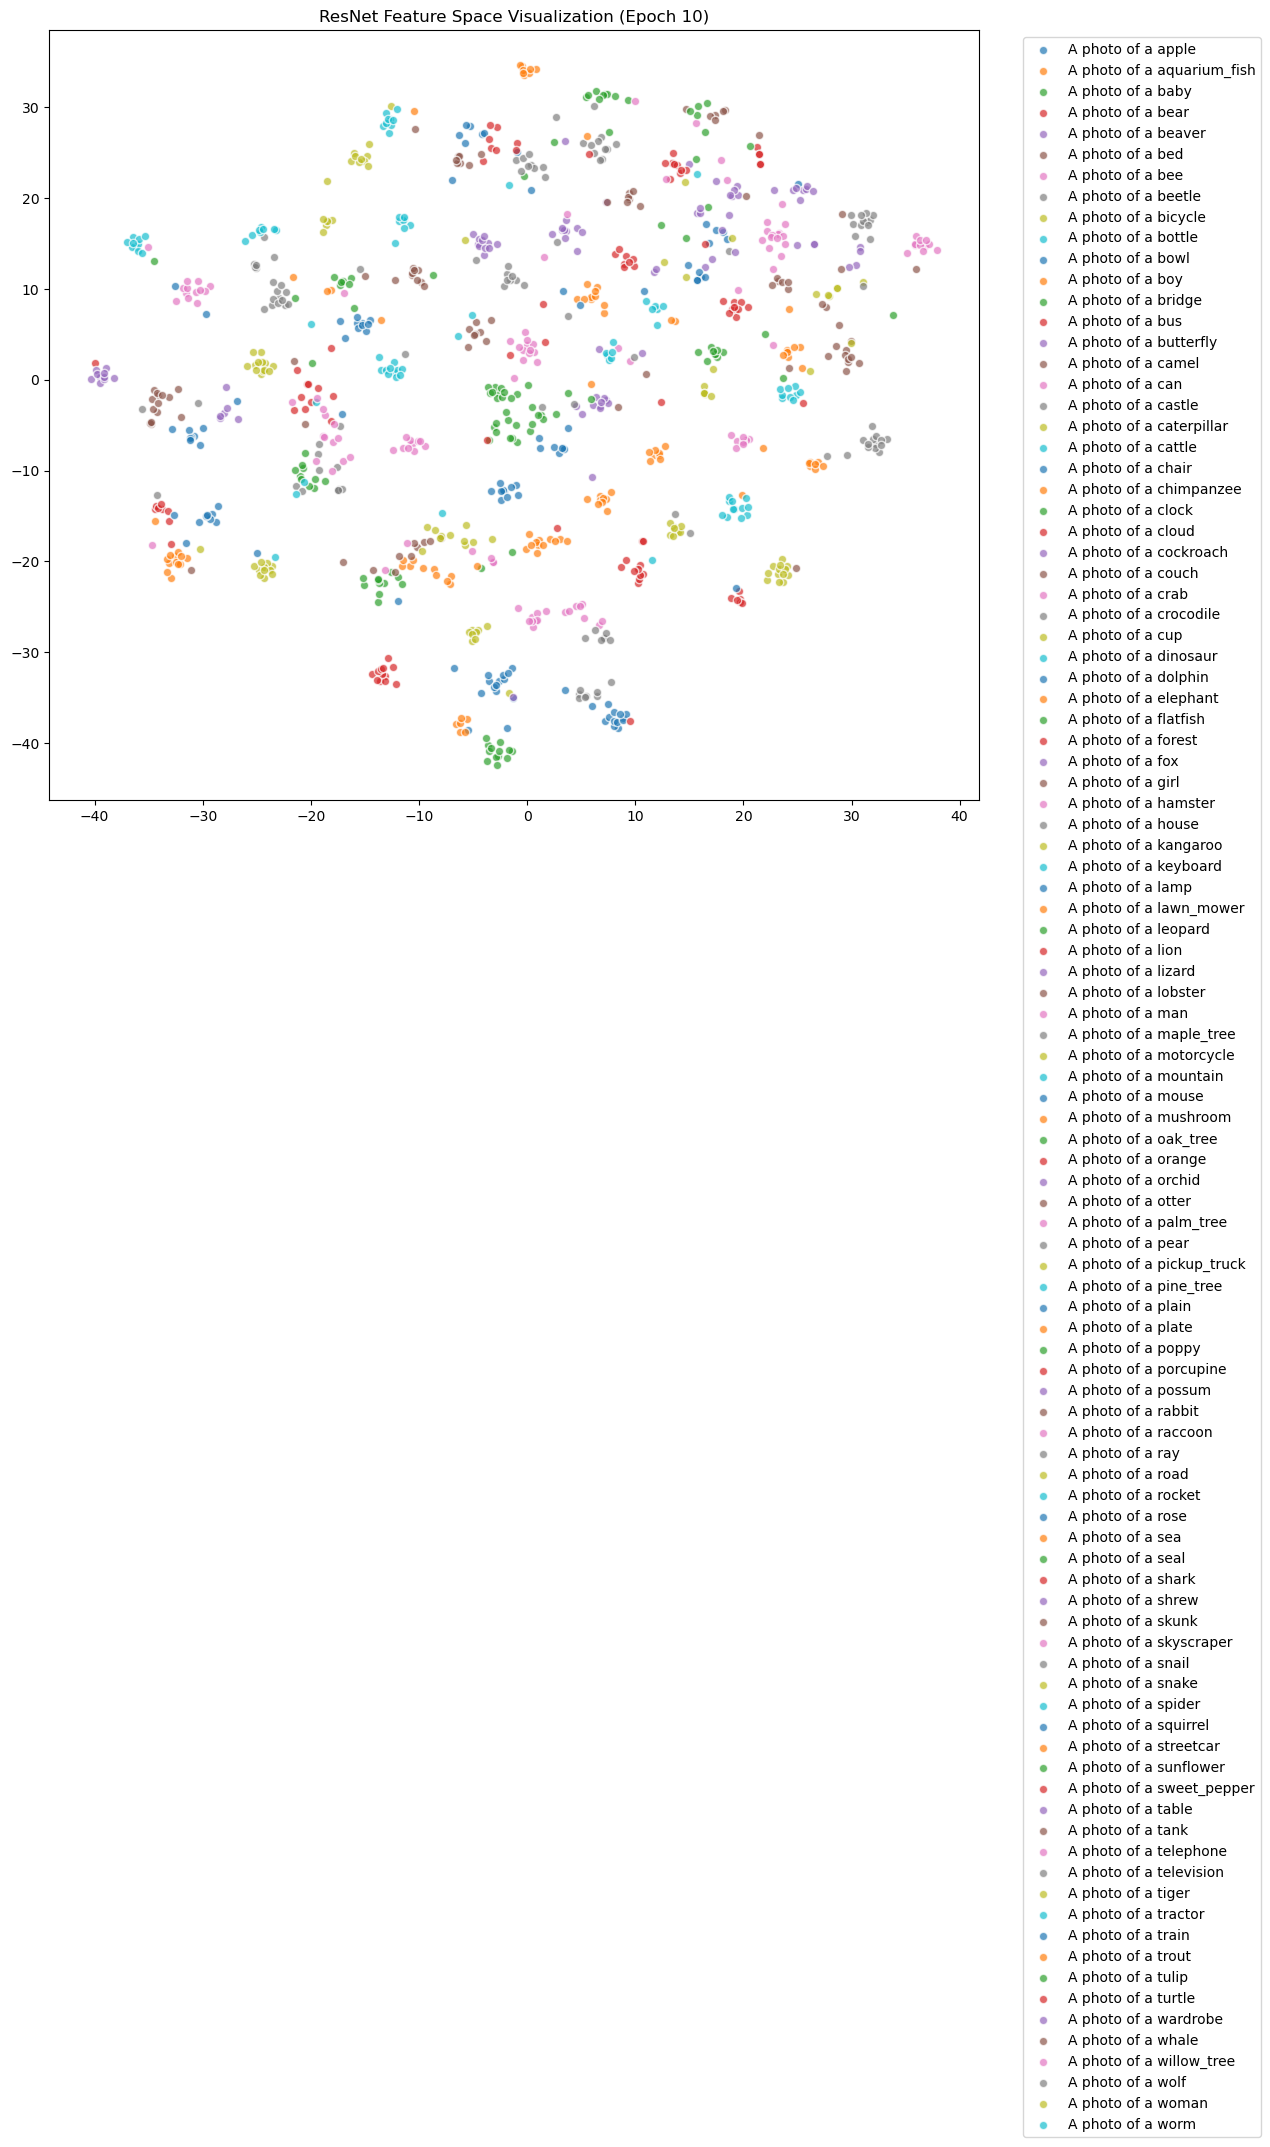 ResNet Feature Space Visualization (Epoch 10)
30
20
10
0
−10
−20
−30
−40
−40
−30
−20
−10
0
10
20
30
40
A photo of a apple
A photo of a aquarium_fish
A photo of a baby
A photo of a bear
A photo of a beaver
A photo of a bed
A photo of a bee
A photo of a beetle
A photo of a bicycle
A photo of a bottle
A photo of a bowl
A photo of a boy
A photo of a bridge
A photo of a bus
A photo of a butterfly
A photo of a camel
A photo of a can
A photo of a castle
A photo of a caterpillar
A photo of a cattle
A photo of a chair
A photo of a chimpanzee
A photo of a clock
A photo of a cloud
A photo of a cockroach
A photo of a couch
A photo of a crab
A photo of a crocodile
A photo of a cup
A photo of a dinosaur
A photo of a dolphin
A photo of a elephant
A photo of a flatfish
A photo of a forest
A photo of a fox
A photo of a girl
A photo of a hamster
A photo of a house
A photo of a kangaroo
A photo of a keyboard
A photo of a lamp
A photo of a lawn_mower
A photo of a leopard
A photo of a lion
A photo of a lizard
A photo of a lobster
A photo of a man
A photo of a maple_tree
A photo of a motorcycle
A photo of a mountain
A photo of a mouse
A photo of a mushroom
A photo of a oak_tree
A photo of a orange
A photo of a orchid
A photo of a otter
A photo of a palm_tree
A photo of a pear
A photo of a pickup_truck
A photo of a pine_tree
A photo of a plain
A photo of a plate
A photo of a poppy
A photo of a porcupine
A photo of a possum
A photo of a rabbit
A photo of a raccoon
A photo of a ray
A photo of a road
A photo of a rocket
A photo of a rose
A photo of a sea
A photo of a seal
A photo of a shark
A photo of a shrew
A photo of a skunk
A photo of a skyscraper
A photo of a snail
A photo of a snake
A photo of a spider
A photo of a squirrel
A photo of a streetcar
A photo of a sunflower
A photo of a sweet_pepper
A photo of a table
A photo of a tank
A photo of a telephone
A photo of a television
A photo of a tiger
A photo of a tractor
A photo of a train
A photo of a trout
A photo of a tulip
A photo of a turtle
A photo of a wardrobe
A photo of a whale
A photo of a willow_tree
A photo of a wolf
A photo of a woman
A photo of a worm